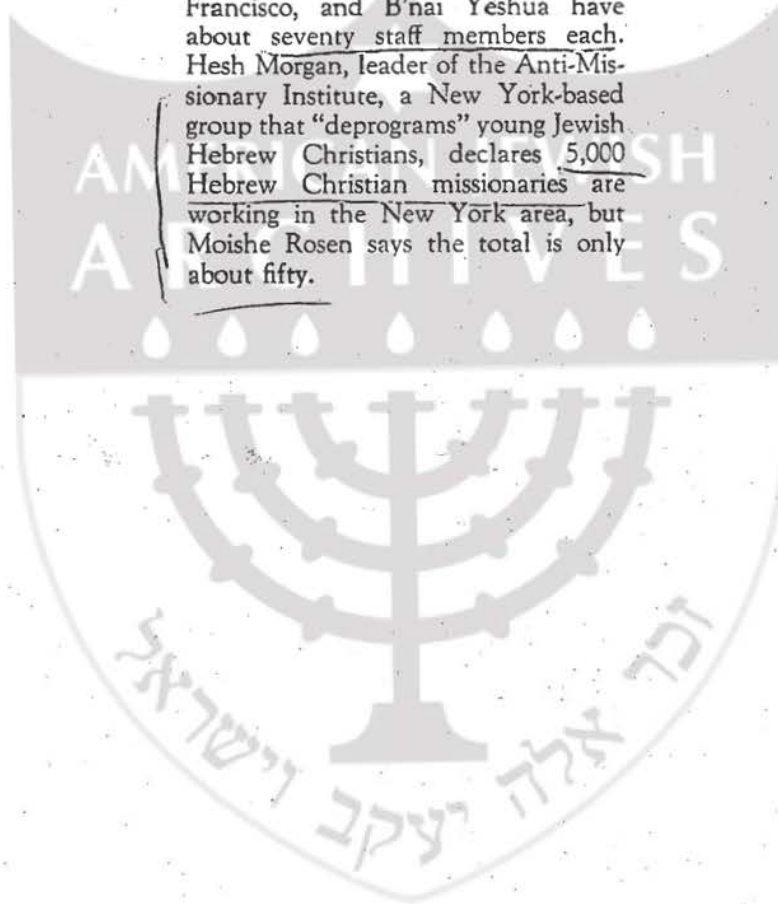 Francisco, and B'nai Yeshua have
about seventy staff members each.
Hesh Morgan, leader of the Anti-Mis-
sionary Institute, a New York-based
group that "deprograms" young Jewish
Hebrew Christians, declares 5,000
Hebrew Christian missionaries are
working in the New York area, but
Moishe Rosen says the total is only
about fifty.
AMERICAN JEWISH
ARCHIVES
זכר אלה יעקב וישראל